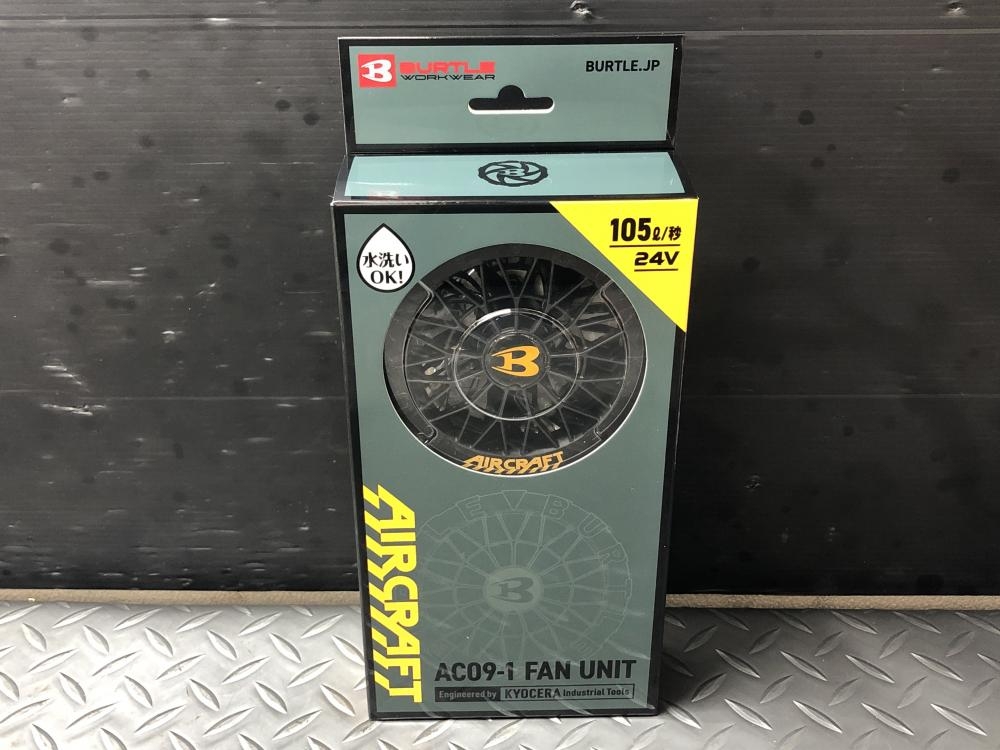 B BURTLE
WORKWEAR
BURTLE.JP
B
105ℓ/秒
24V
水洗い
OK!
B
AIRCRAFT
AIRCRAFT
B
AC09-1 FAN UNIT
Engineered by KYOCERA Industrial Tools